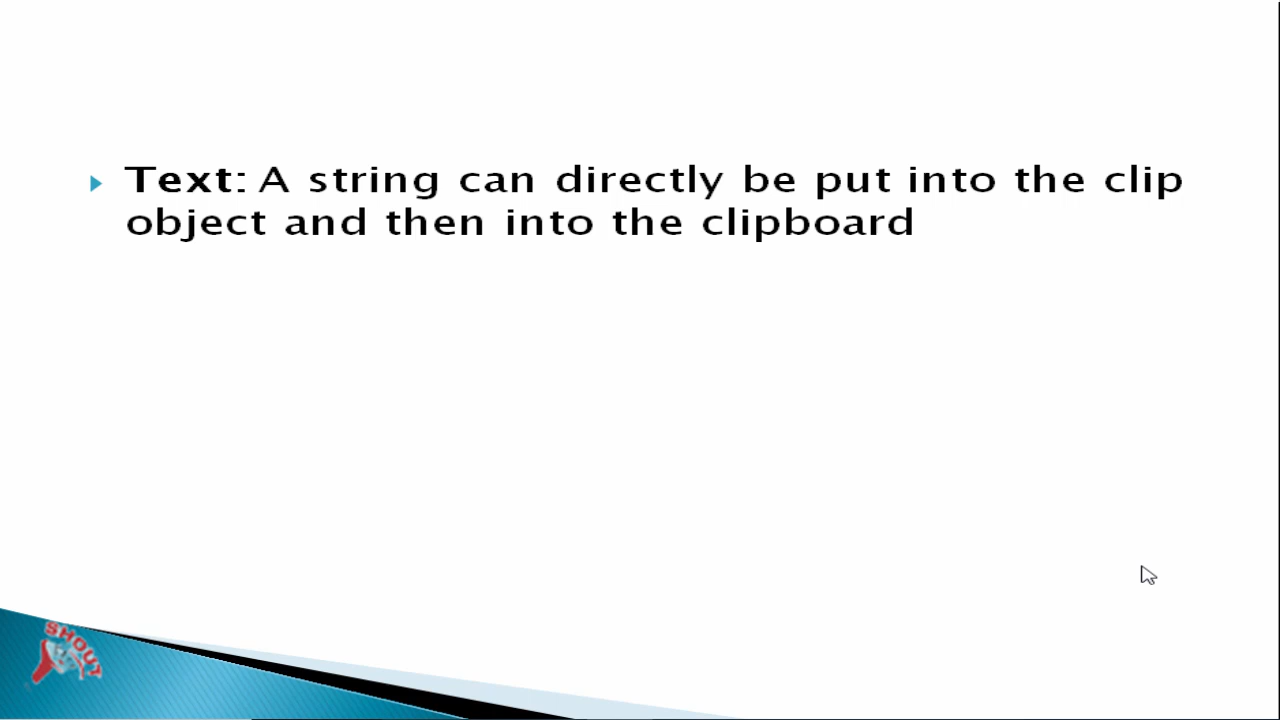 Text: A string can directly be put into the clip
object and then into the clipboard
SHOUT